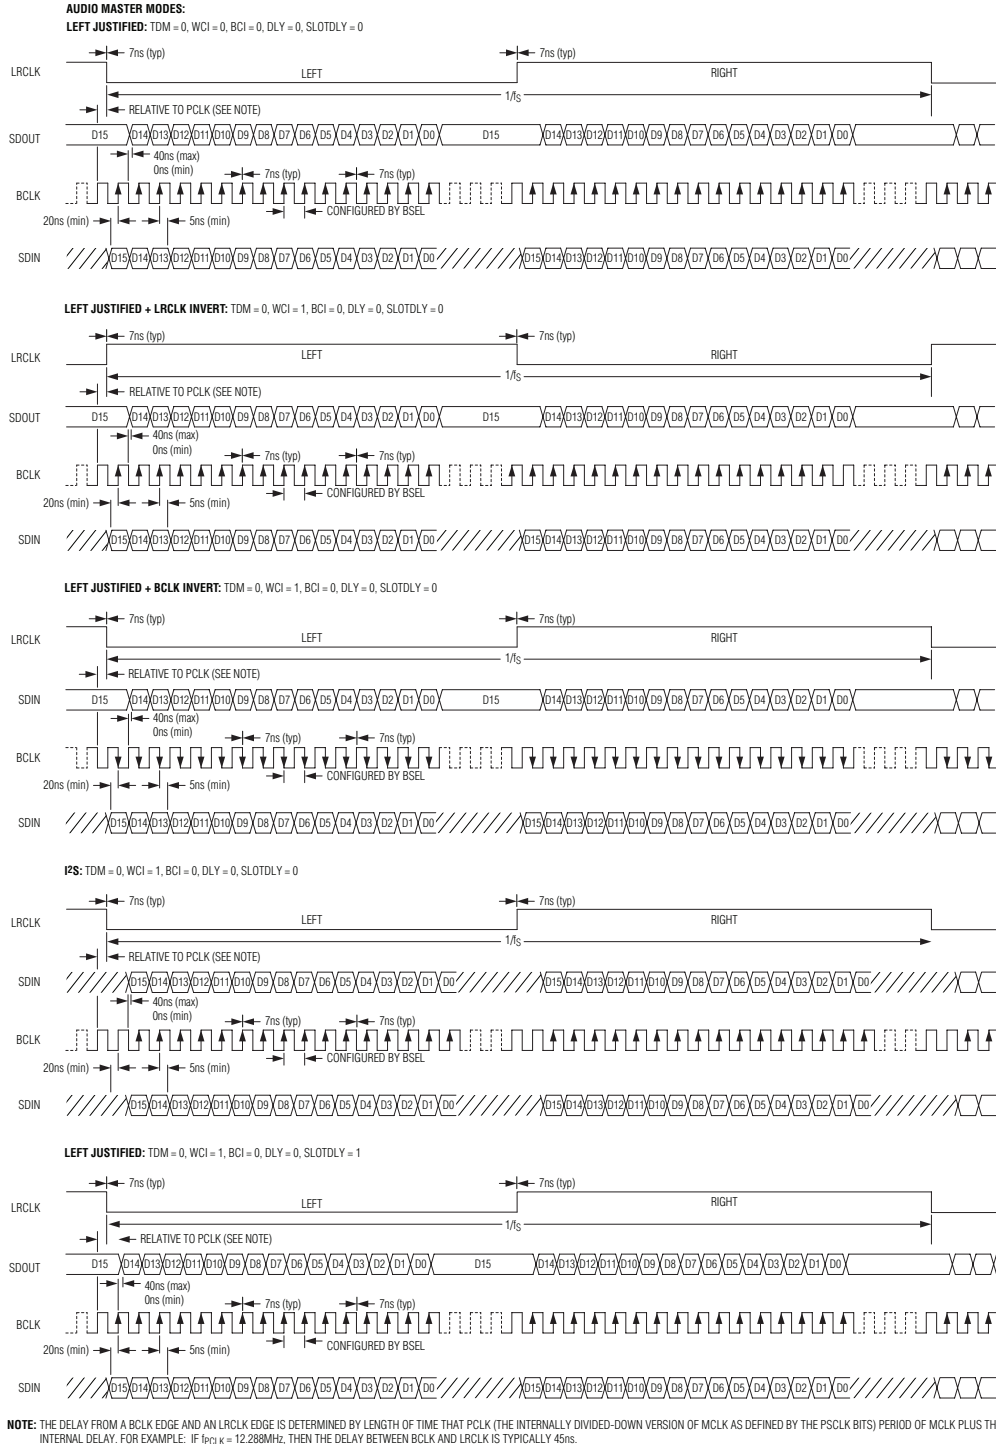 AUDIO MASTER MODES:
LEFT JUSTIFIED: TDM = 0, WCI = 0, BCI = 0, DLY = 0, SLOTDLY = 0
7ns (typ) 7ns (typ)
LRCLK LEFT RIGHT
1/fS
RELATIVE TO PCLK (SEE NOTE)
SDOUT D15 D14 D13 D12 D11 D10 D9 D8 D7 D6 D5 D4 D3 D2 D1 D0 D15 D14 D13 D12 D11 D10 D9 D8 D7 D6 D5 D4 D3 D2 D1 D0
40ns (max)
0ns (min) 7ns (typ) 7ns (typ)
BCLK
CONFIGURED BY BSEL
20ns (min) 5ns (min)
SDIN D15 D14 D13 D12 D11 D10 D9 D8 D7 D6 D5 D4 D3 D2 D1 D0 D15 D14 D13 D12 D11 D10 D9 D8 D7 D6 D5 D4 D3 D2 D1 D0
LEFT JUSTIFIED + LRCLK INVERT: TDM = 0, WCI = 1, BCI = 0, DLY = 0, SLOTDLY = 0
7ns (typ) 7ns (typ)
LRCLK LEFT RIGHT
1/fS
RELATIVE TO PCLK (SEE NOTE)
SDOUT D15 D14 D13 D12 D11 D10 D9 D8 D7 D6 D5 D4 D3 D2 D1 D0 D15 D14 D13 D12 D11 D10 D9 D8 D7 D6 D5 D4 D3 D2 D1 D0
40ns (max)
0ns (min) 7ns (typ) 7ns (typ)
BCLK
CONFIGURED BY BSEL
20ns (min) 5ns (min)
SDIN D15 D14 D13 D12 D11 D10 D9 D8 D7 D6 D5 D4 D3 D2 D1 D0 D15 D14 D13 D12 D11 D10 D9 D8 D7 D6 D5 D4 D3 D2 D1 D0
LEFT JUSTIFIED + BCLK INVERT: TDM = 0, WCI = 1, BCI = 0, DLY = 0, SLOTDLY = 0
7ns (typ) 7ns (typ)
LRCLK LEFT RIGHT
1/fS
RELATIVE TO PCLK (SEE NOTE)
SDIN D15 D14 D13 D12 D11 D10 D9 D8 D7 D6 D5 D4 D3 D2 D1 D0 D15 D14 D13 D12 D11 D10 D9 D8 D7 D6 D5 D4 D3 D2 D1 D0
40ns (max)
0ns (min) 7ns (typ) 7ns (typ)
BCLK
CONFIGURED BY BSEL
20ns (min) 5ns (min)
SDIN D15 D14 D13 D12 D11 D10 D9 D8 D7 D6 D5 D4 D3 D2 D1 D0 D15 D14 D13 D12 D11 D10 D9 D8 D7 D6 D5 D4 D3 D2 D1 D0
I2S: TDM = 0, WCI = 1, BCI = 0, DLY = 0, SLOTDLY = 0
7ns (typ) 7ns (typ)
LRCLK LEFT RIGHT
1/fS
RELATIVE TO PCLK (SEE NOTE)
SDIN D15 D14 D13 D12 D11 D10 D9 D8 D7 D6 D5 D4 D3 D2 D1 D0 D15 D14 D13 D12 D11 D10 D9 D8 D7 D6 D5 D4 D3 D2 D1 D0
40ns (max)
0ns (min) 7ns (typ) 7ns (typ)
BCLK
CONFIGURED BY BSEL
20ns (min) 5ns (min)
SDIN D15 D14 D13 D12 D11 D10 D9 D8 D7 D6 D5 D4 D3 D2 D1 D0 D15 D14 D13 D12 D11 D10 D9 D8 D7 D6 D5 D4 D3 D2 D1 D0
LEFT JUSTIFIED: TDM = 0, WCI = 1, BCI = 0, DLY = 0, SLOTDLY = 1
7ns (typ) 7ns (typ)
LRCLK LEFT RIGHT
1/fS
RELATIVE TO PCLK (SEE NOTE)
SDOUT D15 D14 D13 D12 D11 D10 D9 D8 D7 D6 D5 D4 D3 D2 D1 D0 D15 D14 D13 D12 D11 D10 D9 D8 D7 D6 D5 D4 D3 D2 D1 D0
40ns (max)
0ns (min) 7ns (typ) 7ns (typ)
BCLK
CONFIGURED BY BSEL
20ns (min) 5ns (min)
SDIN D15 D14 D13 D12 D11 D10 D9 D8 D7 D6 D5 D4 D3 D2 D1 D0 D15 D14 D13 D12 D11 D10 D9 D8 D7 D6 D5 D4 D3 D2 D1 D0
NOTE: THE DELAY FROM A BCLK EDGE AND AN LRCLK EDGE IS DETERMINED BY LENGTH OF TIME THAT PCLK (THE INTERNALLY DIVIDED-DOWN VERSION OF MCLK AS DEFINED BY THE PSCLK BITS) PERIOD OF MCLK PLUS TH
INTERNAL DELAY. FOR EXAMPLE: IF fPCLK = 12.288MHz, THEN THE DELAY BETWEEN BCLK AND LRCLK IS TYPICALLY 45ns.